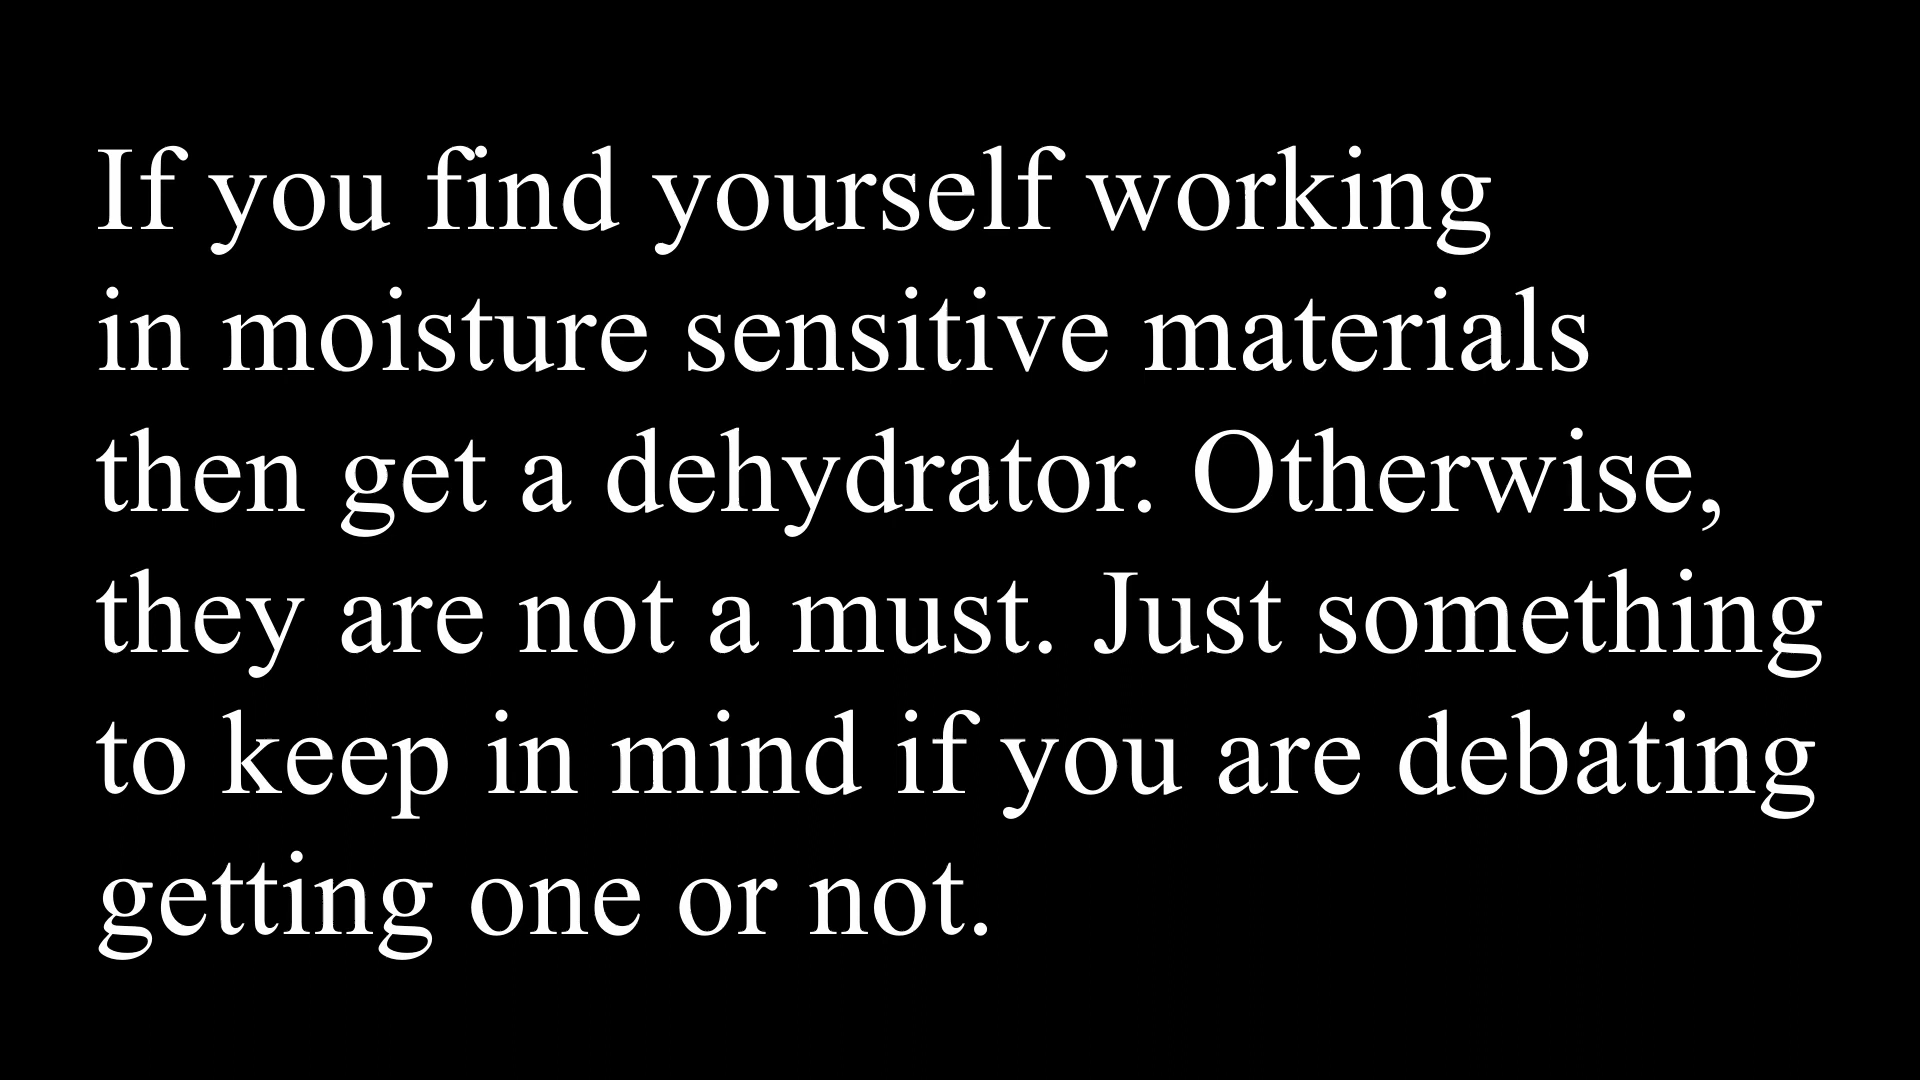 If you find yourself working
in moisture sensitive materials
then get a dehydrator. Otherwise,
they are not a must. Just something
to keep in mind if you are debating
getting one or not.